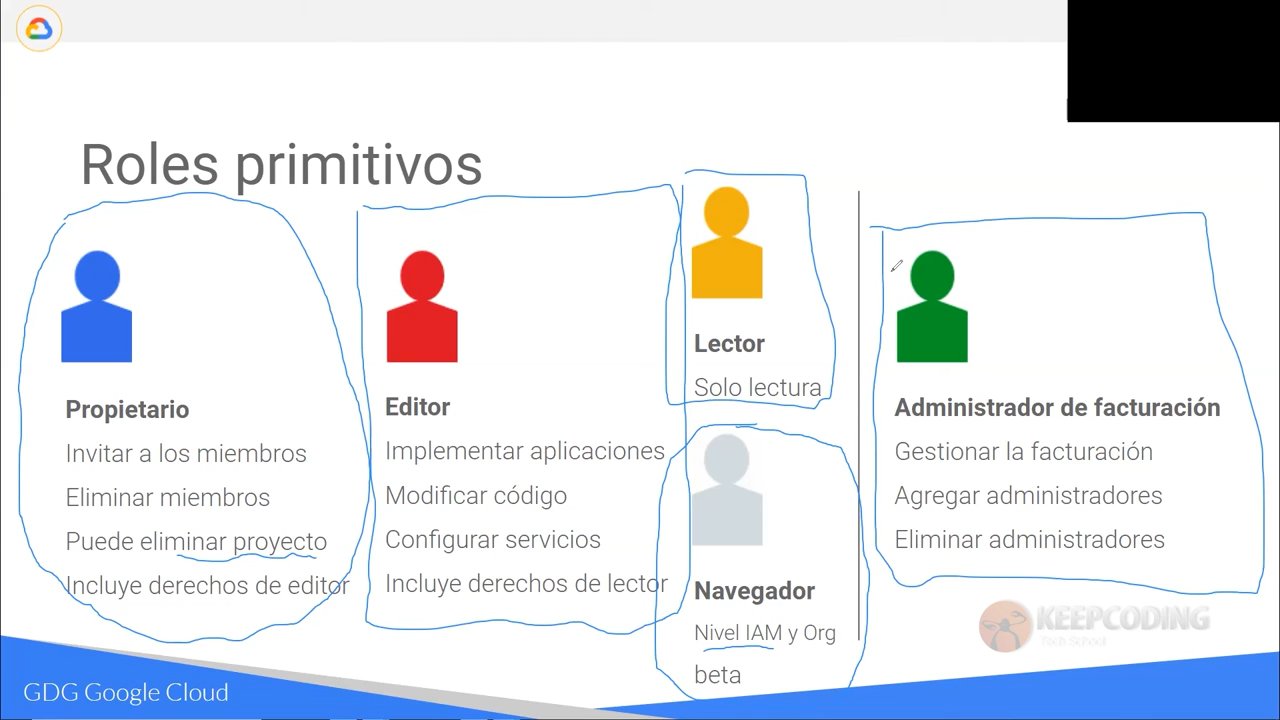 Roles primitivos
Propietario
Invitar a los miembros
Eliminar miembros
Puede eliminar proyecto
Incluye derechos de editor
Editor
Implementar aplicaciones
Modificar código
Configurar servicios
Incluye derechos de lector
Lector
Solo lectura
Navegador
Nivel IAM y Org
beta
Administrador de facturación
Gestionar la facturación
Agregar administradores
Eliminar administradores
KEEPCODING
Tech School
GDG Google Cloud